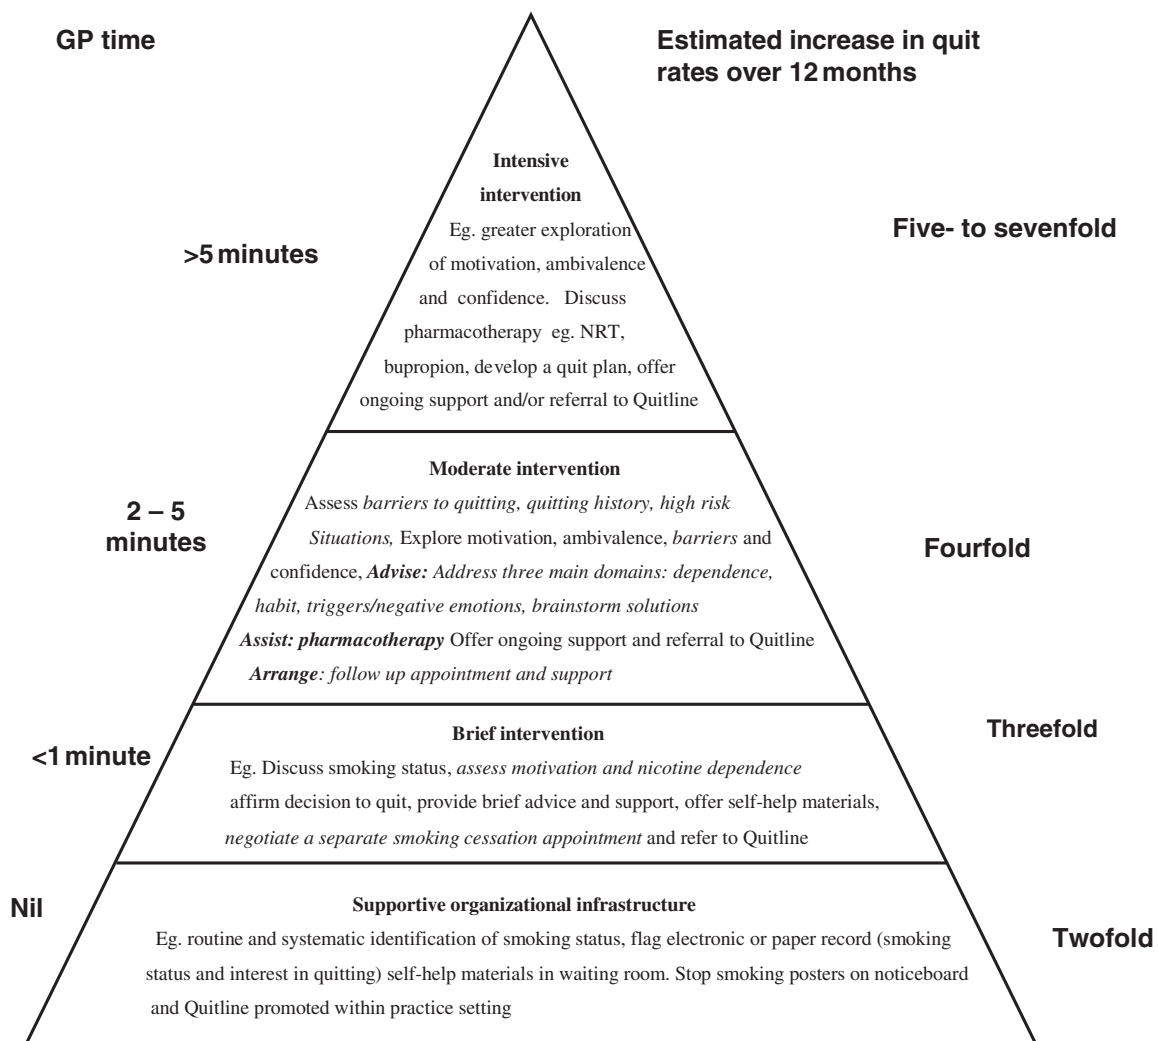 GP time
Estimated increase in quit
rates over 12 months
Intensive
intervention
Eg. greater exploration
of motivation, ambivalence
and confidence. Discuss
pharmacotherapy eg. NRT,
bupropion, develop a quit plan, offer
ongoing support and/or referral to Quitline
>5 minutes
Five- to sevenfold
Moderate intervention
Assess barriers to quitting, quitting history, high risk
Situations, Explore motivation, ambivalence, barriers and
confidence, Advise: Address three main domains: dependence,
habit, triggers/negative emotions, brainstorm solutions
Assist: pharmacotherapy Offer ongoing support and referral to Quitline
Arrange: follow up appointment and support
2 – 5
minutes
Fourfold
Brief intervention
Eg. Discuss smoking status, assess motivation and nicotine dependence
affirm decision to quit, provide brief advice and support, offer self-help materials,
negotiate a separate smoking cessation appointment and refer to Quitline
<1 minute
Threefold
Nil
Supportive organizational infrastructure
Eg. routine and systematic identification of smoking status, flag electronic or paper record (smoking
status and interest in quitting) self-help materials in waiting room. Stop smoking posters on noticeboard
and Quitline promoted within practice setting
Twofold